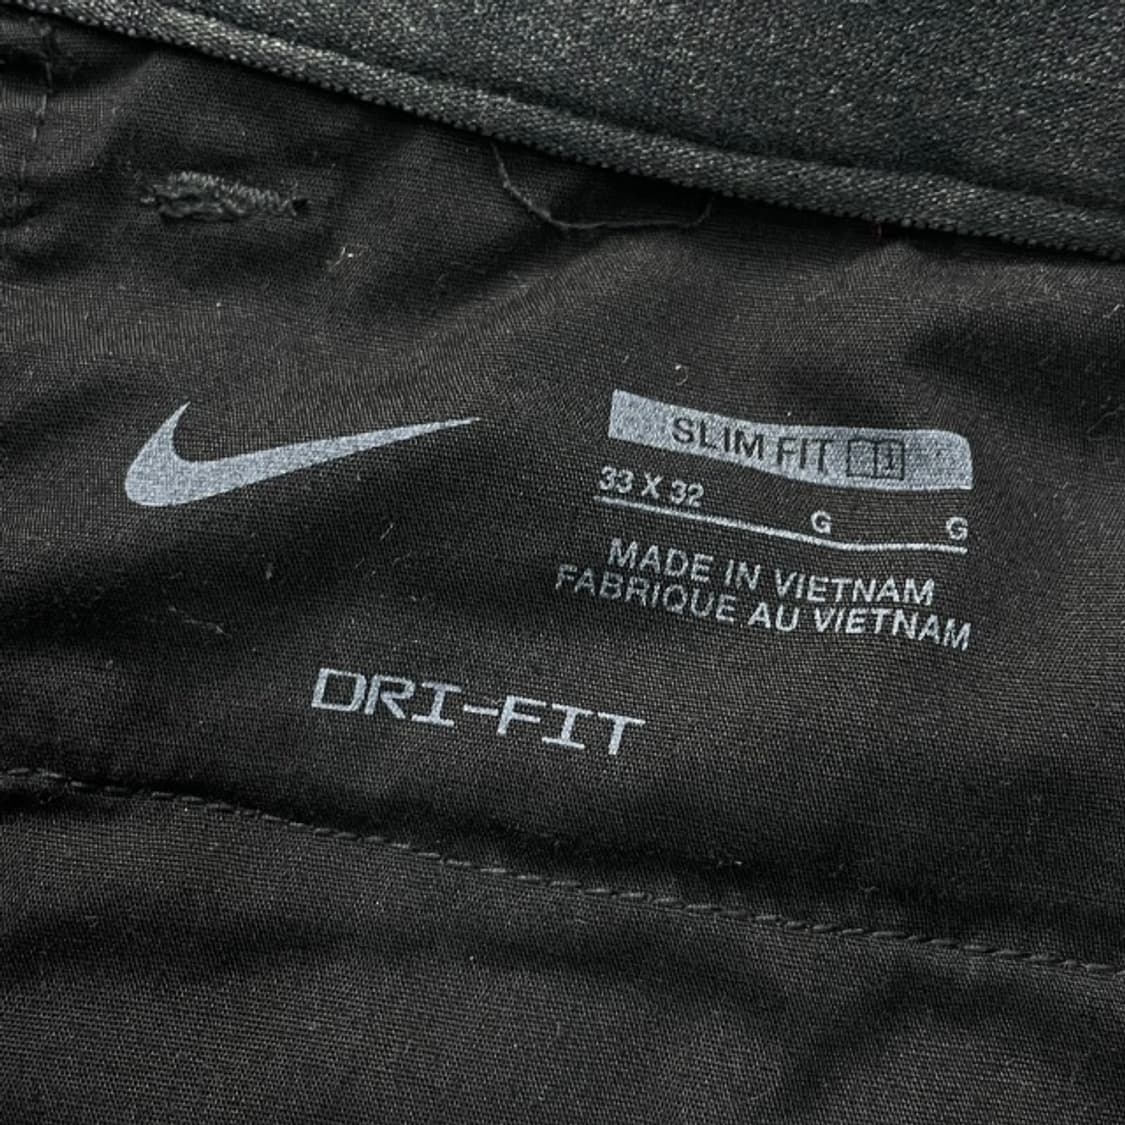 SLIM FIT
33 X 32 G G
MADE IN VIETNAM
FABRIQUE AU VIETNAM
DRI-FIT